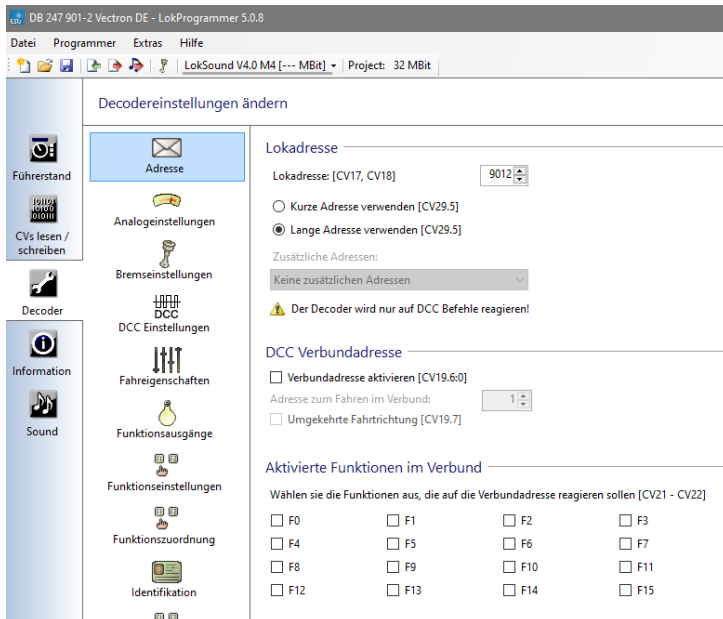 DB 247 901-2 Vectron DE - LokProgrammer 5.0.8
Datei Programmer Extras Hilfe
LokSound V4.0 M4 [--- MBit] Project: 32 MBit
Decodereinstellungen ändern
Führerstand
CVs lesen /
schreiben
Decoder
Information
Sound
Adresse
Analogeinstellungen
Bremseinstellungen
DCC
DCC Einstellungen
Fahreigenschaften
Funktionsausgänge
Funktionseinstellungen
Funktionszuordnung
Identifikation
Lokadresse
Lokadresse: [CV17, CV18] 9012
Kurze Adresse verwenden [CV29.5]
Lange Adresse verwenden [CV29.5]
Zusätzliche Adressen:
Keine zusätzlichen Adressen
Der Decoder wird nur auf DCC Befehle reagieren!
DCC Verbundadresse
Verbundadresse aktivieren [CV19.6:0]
Adresse zum Fahren im Verbund: 1
Umgekehrte Fahrtrichtung [CV19.7]
Aktivierte Funktionen im Verbund
Wählen sie die Funktionen aus, die auf die Verbundadresse reagieren sollen [CV21 - CV22]
F0 F1 F2 F3
F4 F5 F6 F7
F8 F9 F10 F11
F12 F13 F14 F15